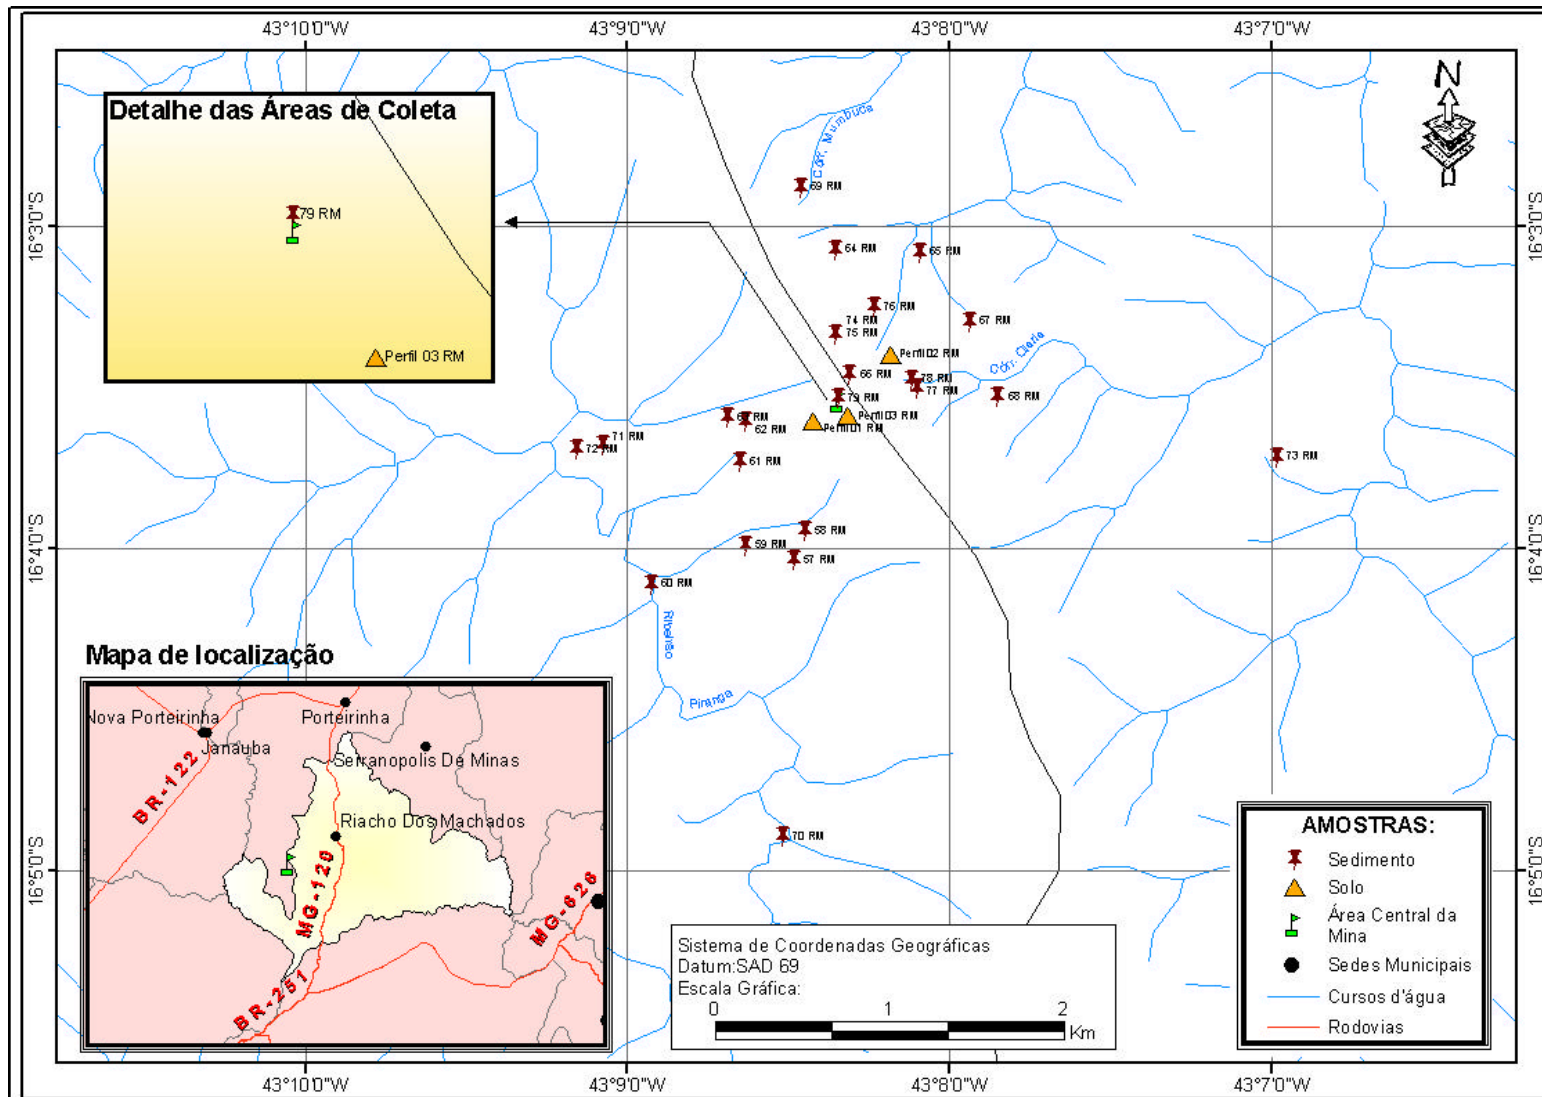 43°10'0"W
43°9'0"W
43°8'0"W
43°7'0"W
N
Detalhe das Áreas de Coleta
79 RM
Perfil 03 RM
Córr. Mumbuca
69 RM
16°3'0"S
16°3'0"S
64 RM
65 RM
76 RM
74 RM
75 RM
67 RM
Perfil 02 RM
Córr. Olaria
66 RM
78 RM
77 RM
68 RM
79 RM
Perfil 03 RM
Perfil 01 RM
62 RM
71 RM
72 RM
61 RM
73 RM
58 RM
59 RM
57 RM
16°4'0"S
16°4'0"S
60 RM
Ribeirão
Piranga
70 RM
16°5'0"S
16°5'0"S
Mapa de localização
Nova Porteirinha
Porteirinha
Janauba
Serranopolis De Minas
BR-122
Riacho Dos Machados
MG-120
MG-626
BR-251
Sistema de Coordenadas Geográficas
Datum:SAD 69
Escala Gráfica:
0 1 2
Km
AMOSTRAS:
Sedimento
Solo
Área Central da
Mina
Sedes Municipais
Cursos d'água
Rodovias
43°10'0"W
43°9'0"W
43°8'0"W
43°7'0"W